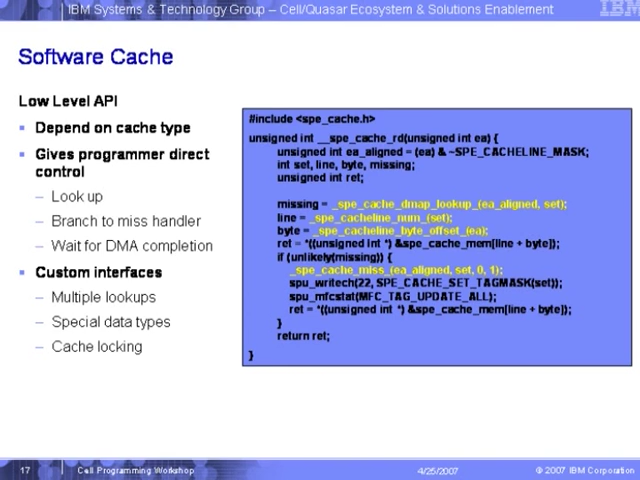 IBM Systems & Technology Group – Cell/Quasar Ecosystem & Solutions Enablement
IBM
Software Cache
Low Level API
Depend on cache type
Gives programmer direct
control
– Look up
– Branch to miss handler
– Wait for DMA completion
Custom interfaces
– Multiple lookups
– Special data types
– Cache locking
#include <spe_cache.h>
unsigned int __spe_cache_rd(unsigned int ea) {
unsigned int ea_aligned = (ea) & ~SPE_CACHELINE_MASK;
int set, line, byte, missing;
unsigned int ret;
missing = _spe_cache_dmap_lookup_(ea_aligned, set);
line = _spe_cacheline_num_(set);
byte = _spe_cacheline_byte_offset_(ea);
ret = *((unsigned int *) &spe_cache_mem[line + byte]);
if (unlikely(missing)) {
_spe_cache_miss_(ea_aligned, set, 0, 1);
spu_writech(22, SPE_CACHE_SET_TAGMASK(set));
spu_mfcstat(MFC_TAG_UPDATE_ALL);
ret = *((unsigned int *) &spe_cache_mem[line + byte]);
}
return ret;
}
17
Cell Programming Workshop
4/25/2007
© 2007 IBM Corporation